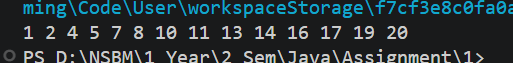 ming\Code\User\workspaceStorage\f7cf3e8c0fa0a
1 2 4 5 7 8 10 11 13 14 16 17 19 20
PS D:\NSBM\1 Year\2 Sem\Java\Assignment\1>